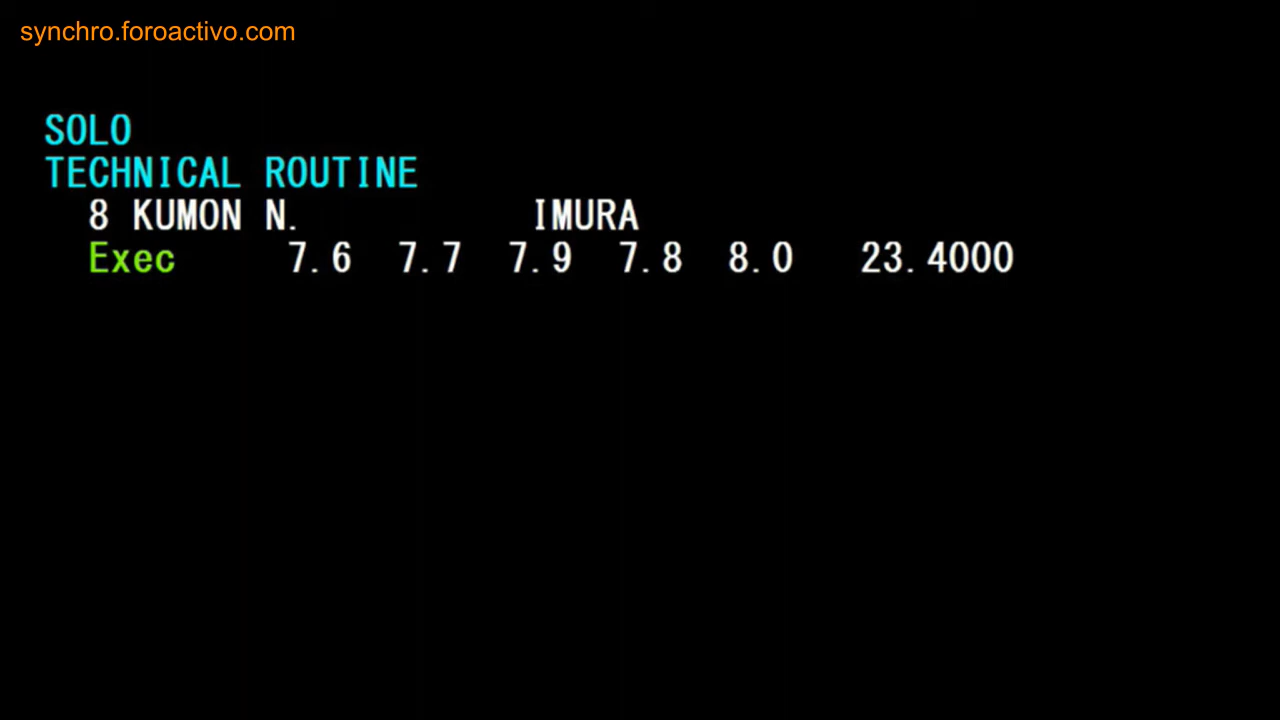 synchro.foroactivo.com
SOLO
TECHNICAL ROUTINE
8 KUMON N. IMURA
Exec 7.6 7.7 7.9 7.8 8.0 23.4000